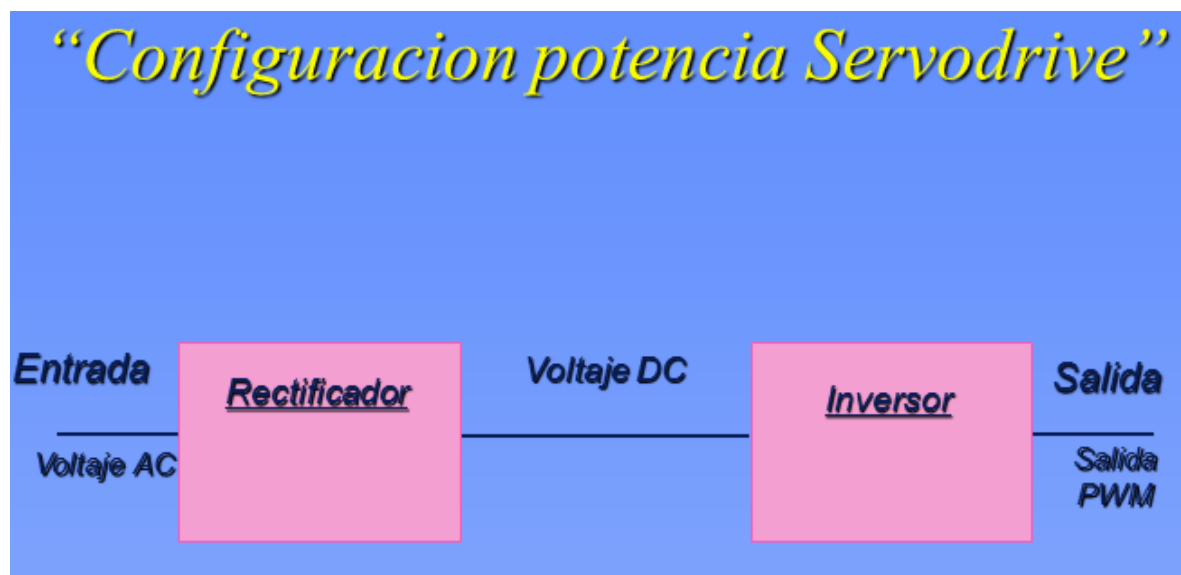 “Configuracion potencia Servodrive”
Entrada
Rectificador
Voltaje DC
Inversor
Salida
Voltaje AC
Salida
PWM